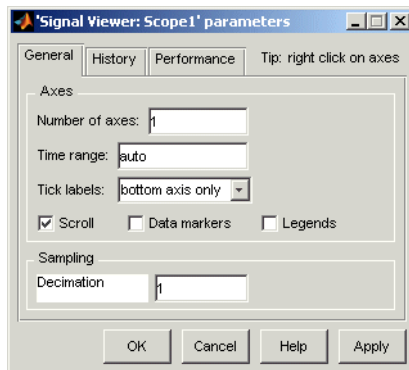 'Signal Viewer: Scope1' parameters
General History Performance Tip: right click on axes
Axes
Number of axes: 1
Time range: auto
Tick labels: bottom axis only
Scroll Data markers Legends
Sampling
Decimation 1
OK Cancel Help Apply